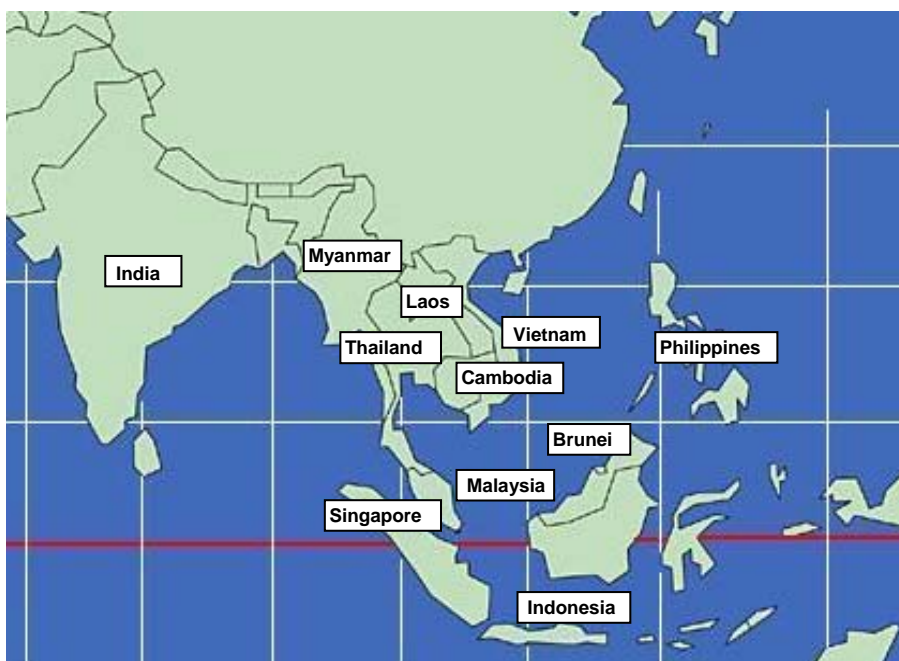 Myanmar
India
Laos
Vietnam
Thailand
Philippines
Cambodia
Brunei
Malaysia
Singapore
Indonesia